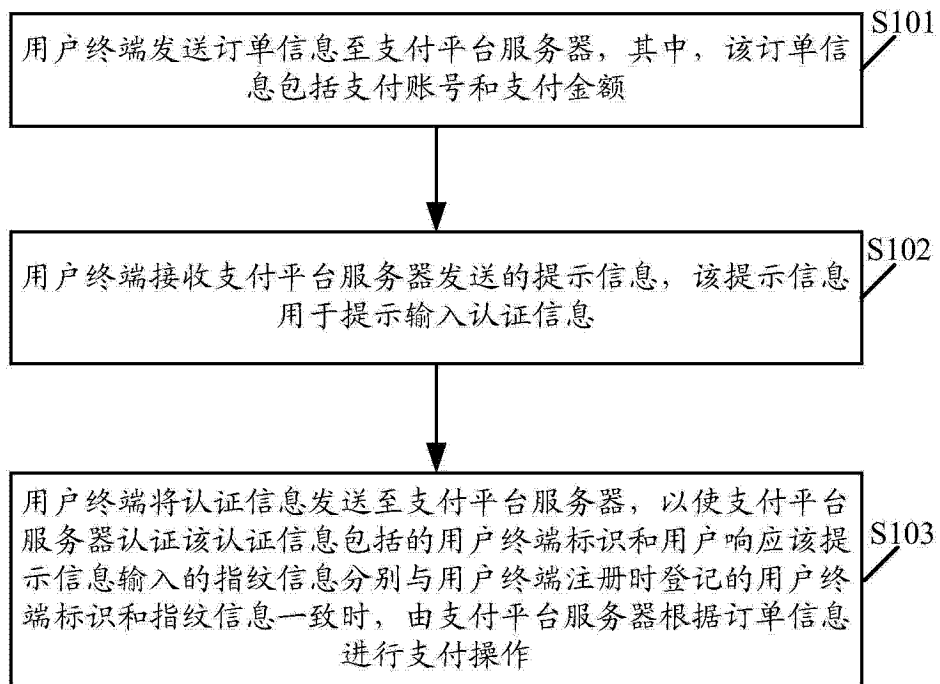 S101
用户终端发送订单信息至支付平台服务器，其中，该订单信
息包括支付账号和支付金额
S102
用户终端接收支付平台服务器发送的提示信息，该提示信息
用于提示输入认证信息
用户终端将认证信息发送至支付平台服务器，以使支付平台
服务器认证该认证信息包括的用户终端标识和用户响应该提
S103
示信息输入的指纹信息分别与用户终端注册时登记的用户终
端标识和指纹信息一致时，由支付平台服务器根据订单信息
进行支付操作